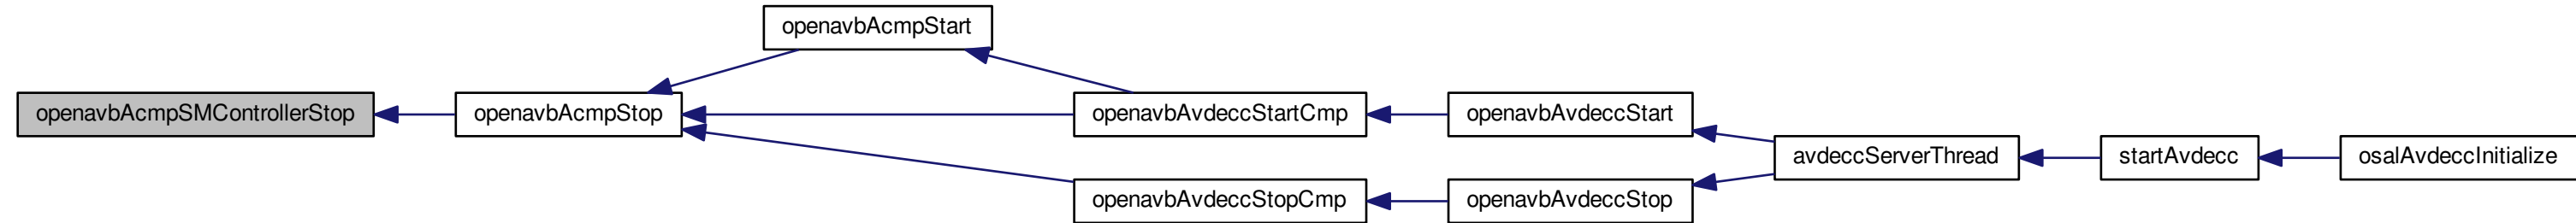 openavbAcmpStart
openavbAcmpSMControllerStop
openavbAcmpStop
openavbAvdeccStartCmp
openavbAvdeccStart
avdeccServerThread
startAvdecc
osalAvdeccInitialize
openavbAvdeccStopCmp
openavbAvdeccStop